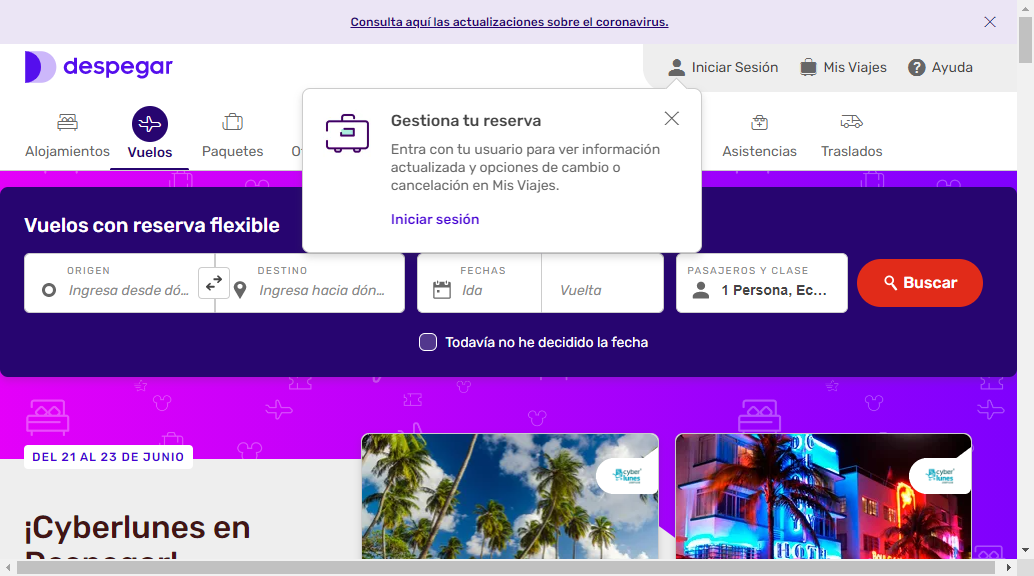 Consulta aquí las actualizaciones sobre el coronavirus.
despegar
Iniciar Sesión
Mis Viajes
Ayuda
Alojamientos
Vuelos
Paquetes
Asistencias
Traslados
Gestiona tu reserva
Entra con tu usuario para ver información
actualizada y opciones de cambio o
cancelación en Mis Viajes.
Iniciar sesión
Vuelos con reserva flexible
ORIGEN
Ingresa desde dó...
DESTINO
Ingresa hacia dón...
FECHAS
Ida
Vuelta
PASAJEROS Y CLASE
1 Persona, Ec...
Buscar
Todavía no he decidido la fecha
DEL 21 AL 23 DE JUNIO
¡Cyberlunes en
Despegar!
cyber
lunes
cyber
lunes
HOTEL